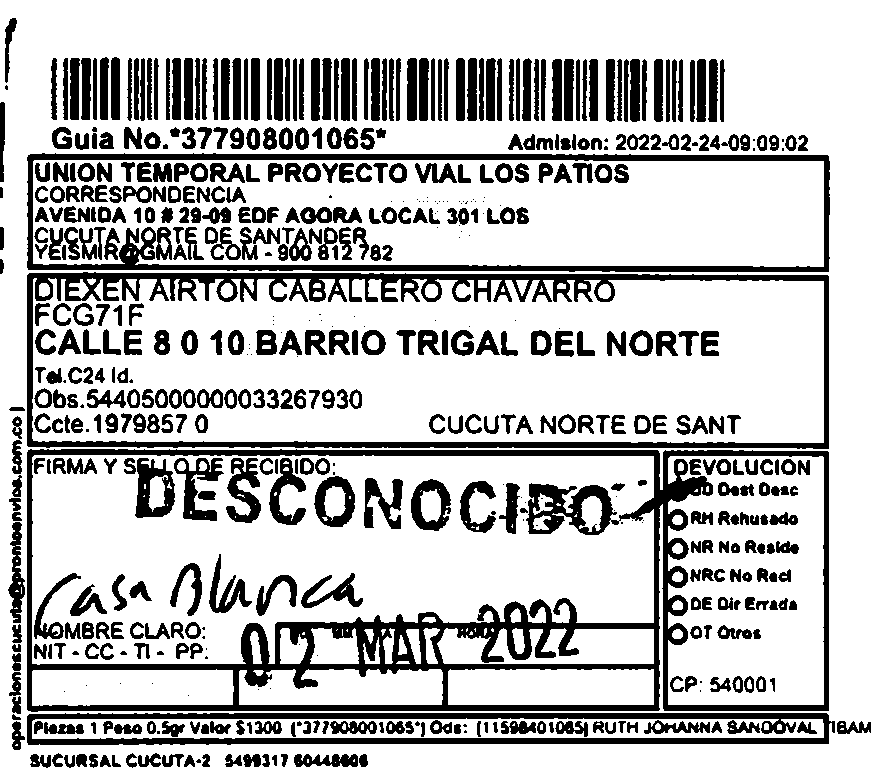 Guia No.*377908001065*
Admision: 2022-02-24-09:09:02
UNION TEMPORAL PROYECTO VIAL LOS PATIOS
CORRESPONDENCIA
AVENIDA 10 # 29-09 EDF AGORA LOCAL 301 LOS
CUCUTA NORTE DE SANTANDER
YEISMIR@GMAIL COM - 900 812 782
DIEXEN AIRTON CABALLERO CHAVARRO
FCG71F
CALLE 8 0 10 BARRIO TRIGAL DEL NORTE
Tel.C24 Id.
Obs.54405000000033267930
Ccte.1979857 0
CUCUTA NORTE DE SANT
FIRMA Y SELLO DE RECIBIDO:
DESCONOCIDO
Casa Blanca
NOMBRE CLARO:
NIT - CC - TI - PP:
02 MAR 2022
HORA
DEVOLUCION
DD Dest Desc
RH Rehusado
NR No Reside
NRC No Recl
DE Dir Errada
OT Otros
CP: 540001
Piezas 1 Peso 0.5gr Valor $1300 (*377908001065*) Ods: (11598401065) RUTH JOHANNA SANDOVAL TIBAM
SUCURSAL CUCUTA-2 5499317 60448606
operacionescucuta@prontoenvios.com.co |